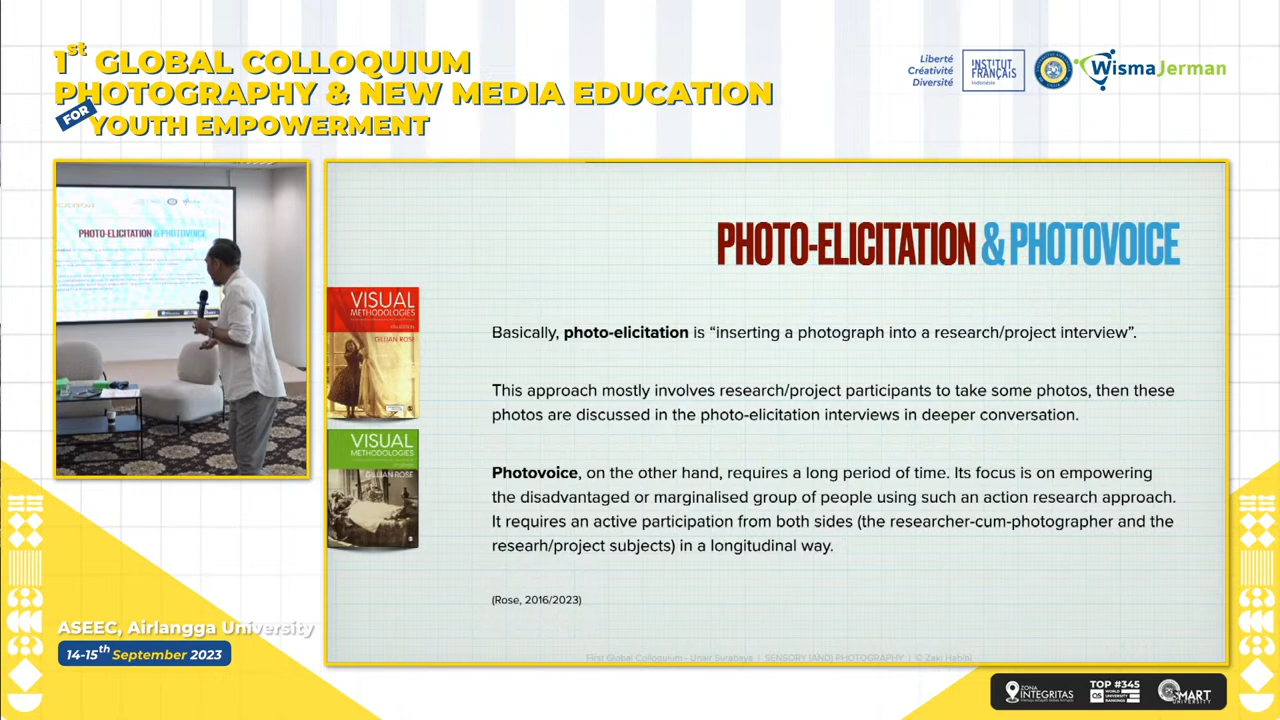 1st GLOBAL COLLOQUIUM
PHOTOGRAPHY & NEW MEDIA EDUCATION
FOR YOUTH EMPOWERMENT
Liberté
Créativité
Diversité
INSTITUT
FRANÇAIS
Indonésie
WismaJerman
PHOTO-ELICITATION & PHOTOVOICE
PHOTO-ELICITATION & PHOTOVOICE
VISUAL
METHODOLOGIES
GILLIAN ROSE
VISUAL
METHODOLOGIES
GILLIAN ROSE
Basically, photo-elicitation is “inserting a photograph into a research/project interview”.
This approach mostly involves research/project participants to take some photos, then these
photos are discussed in the photo-elicitation interviews in deeper conversation.
Photovoice, on the other hand, requires a long period of time. Its focus is on empowering
the disadvantaged or marginalised group of people using such an action research approach.
It requires an active participation from both sides (the researcher-cum-photographer and the
researh/project subjects) in a longitudinal way.
(Rose, 2016/2023)
First Global Colloquium - Unair Surabaya | SENSORY (AND) PHOTOGRAPHY | © Zaki Habibi
ASEEC, Airlangga University
14-15th September 2023
ZONA
INTEGRITAS
TOP #345
QS WORLD
UNIVERSITY
RANKINGS
SMART
UNIVERSITY